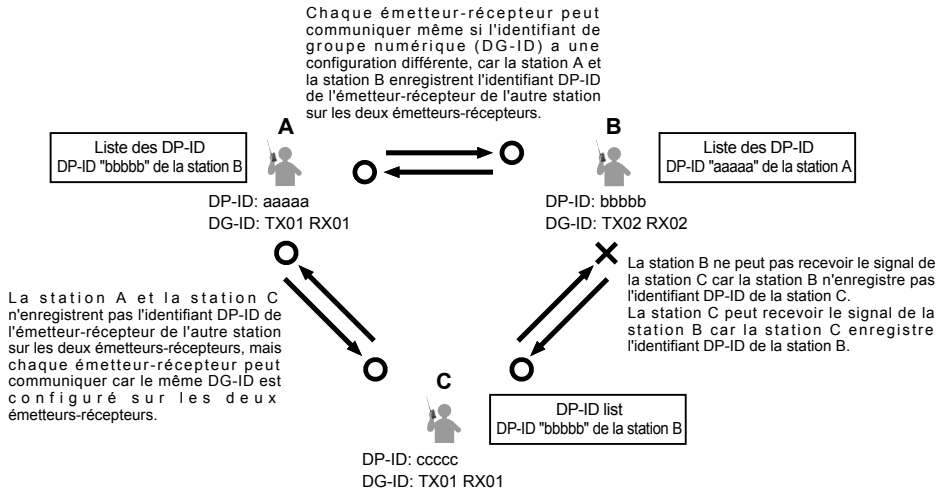 Chaque émetteur-récepteur peut
communiquer même si l'identifiant de
groupe numérique (DG-ID) a une
configuration différente, car la station A et
la station B enregistrent l'identifiant DP-ID
de l'émetteur-récepteur de l'autre station
sur les deux émetteurs-récepteurs.
A
B
Liste des DP-ID
DP-ID "bbbbb" de la station B
Liste des DP-ID
DP-ID "aaaaa" de la station A
DP-ID: aaaaa
DG-ID: TX01 RX01
DP-ID: bbbbb
DG-ID: TX02 RX02
La station B ne peut pas recevoir le signal de
la station C car la station B n'enregistre pas
l'identifiant DP-ID de la station C.
La station C peut recevoir le signal de la
station B car la station C enregistre
l'identifiant DP-ID de la station B.
La station A et la station C
n'enregistrent pas l'identifiant DP-ID de
l'émetteur-récepteur de l'autre station
sur les deux émetteurs-récepteurs, mais
chaque émetteur-récepteur peut
communiquer car le même DG-ID est
configuré sur les deux
émetteurs-récepteurs.
C
DP-ID list
DP-ID "bbbbb" de la station B
DP-ID: ccccc
DG-ID: TX01 RX01